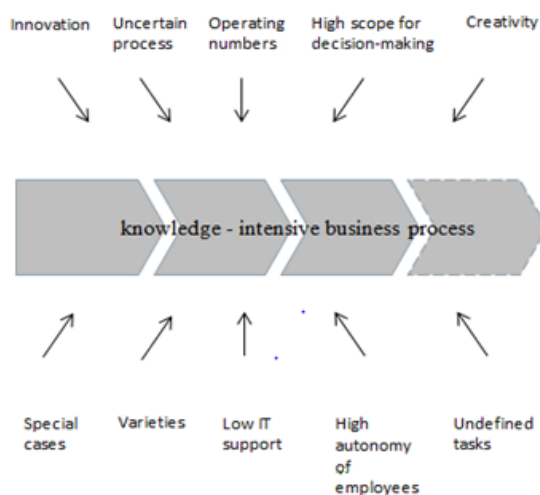 Innovation
Uncertain
process
Operating
numbers
High scope for
decision-making
Creativity
knowledge - intensive business process
Special
cases
Varieties
Low IT
support
High
autonomy
of
employees
Undefined
tasks